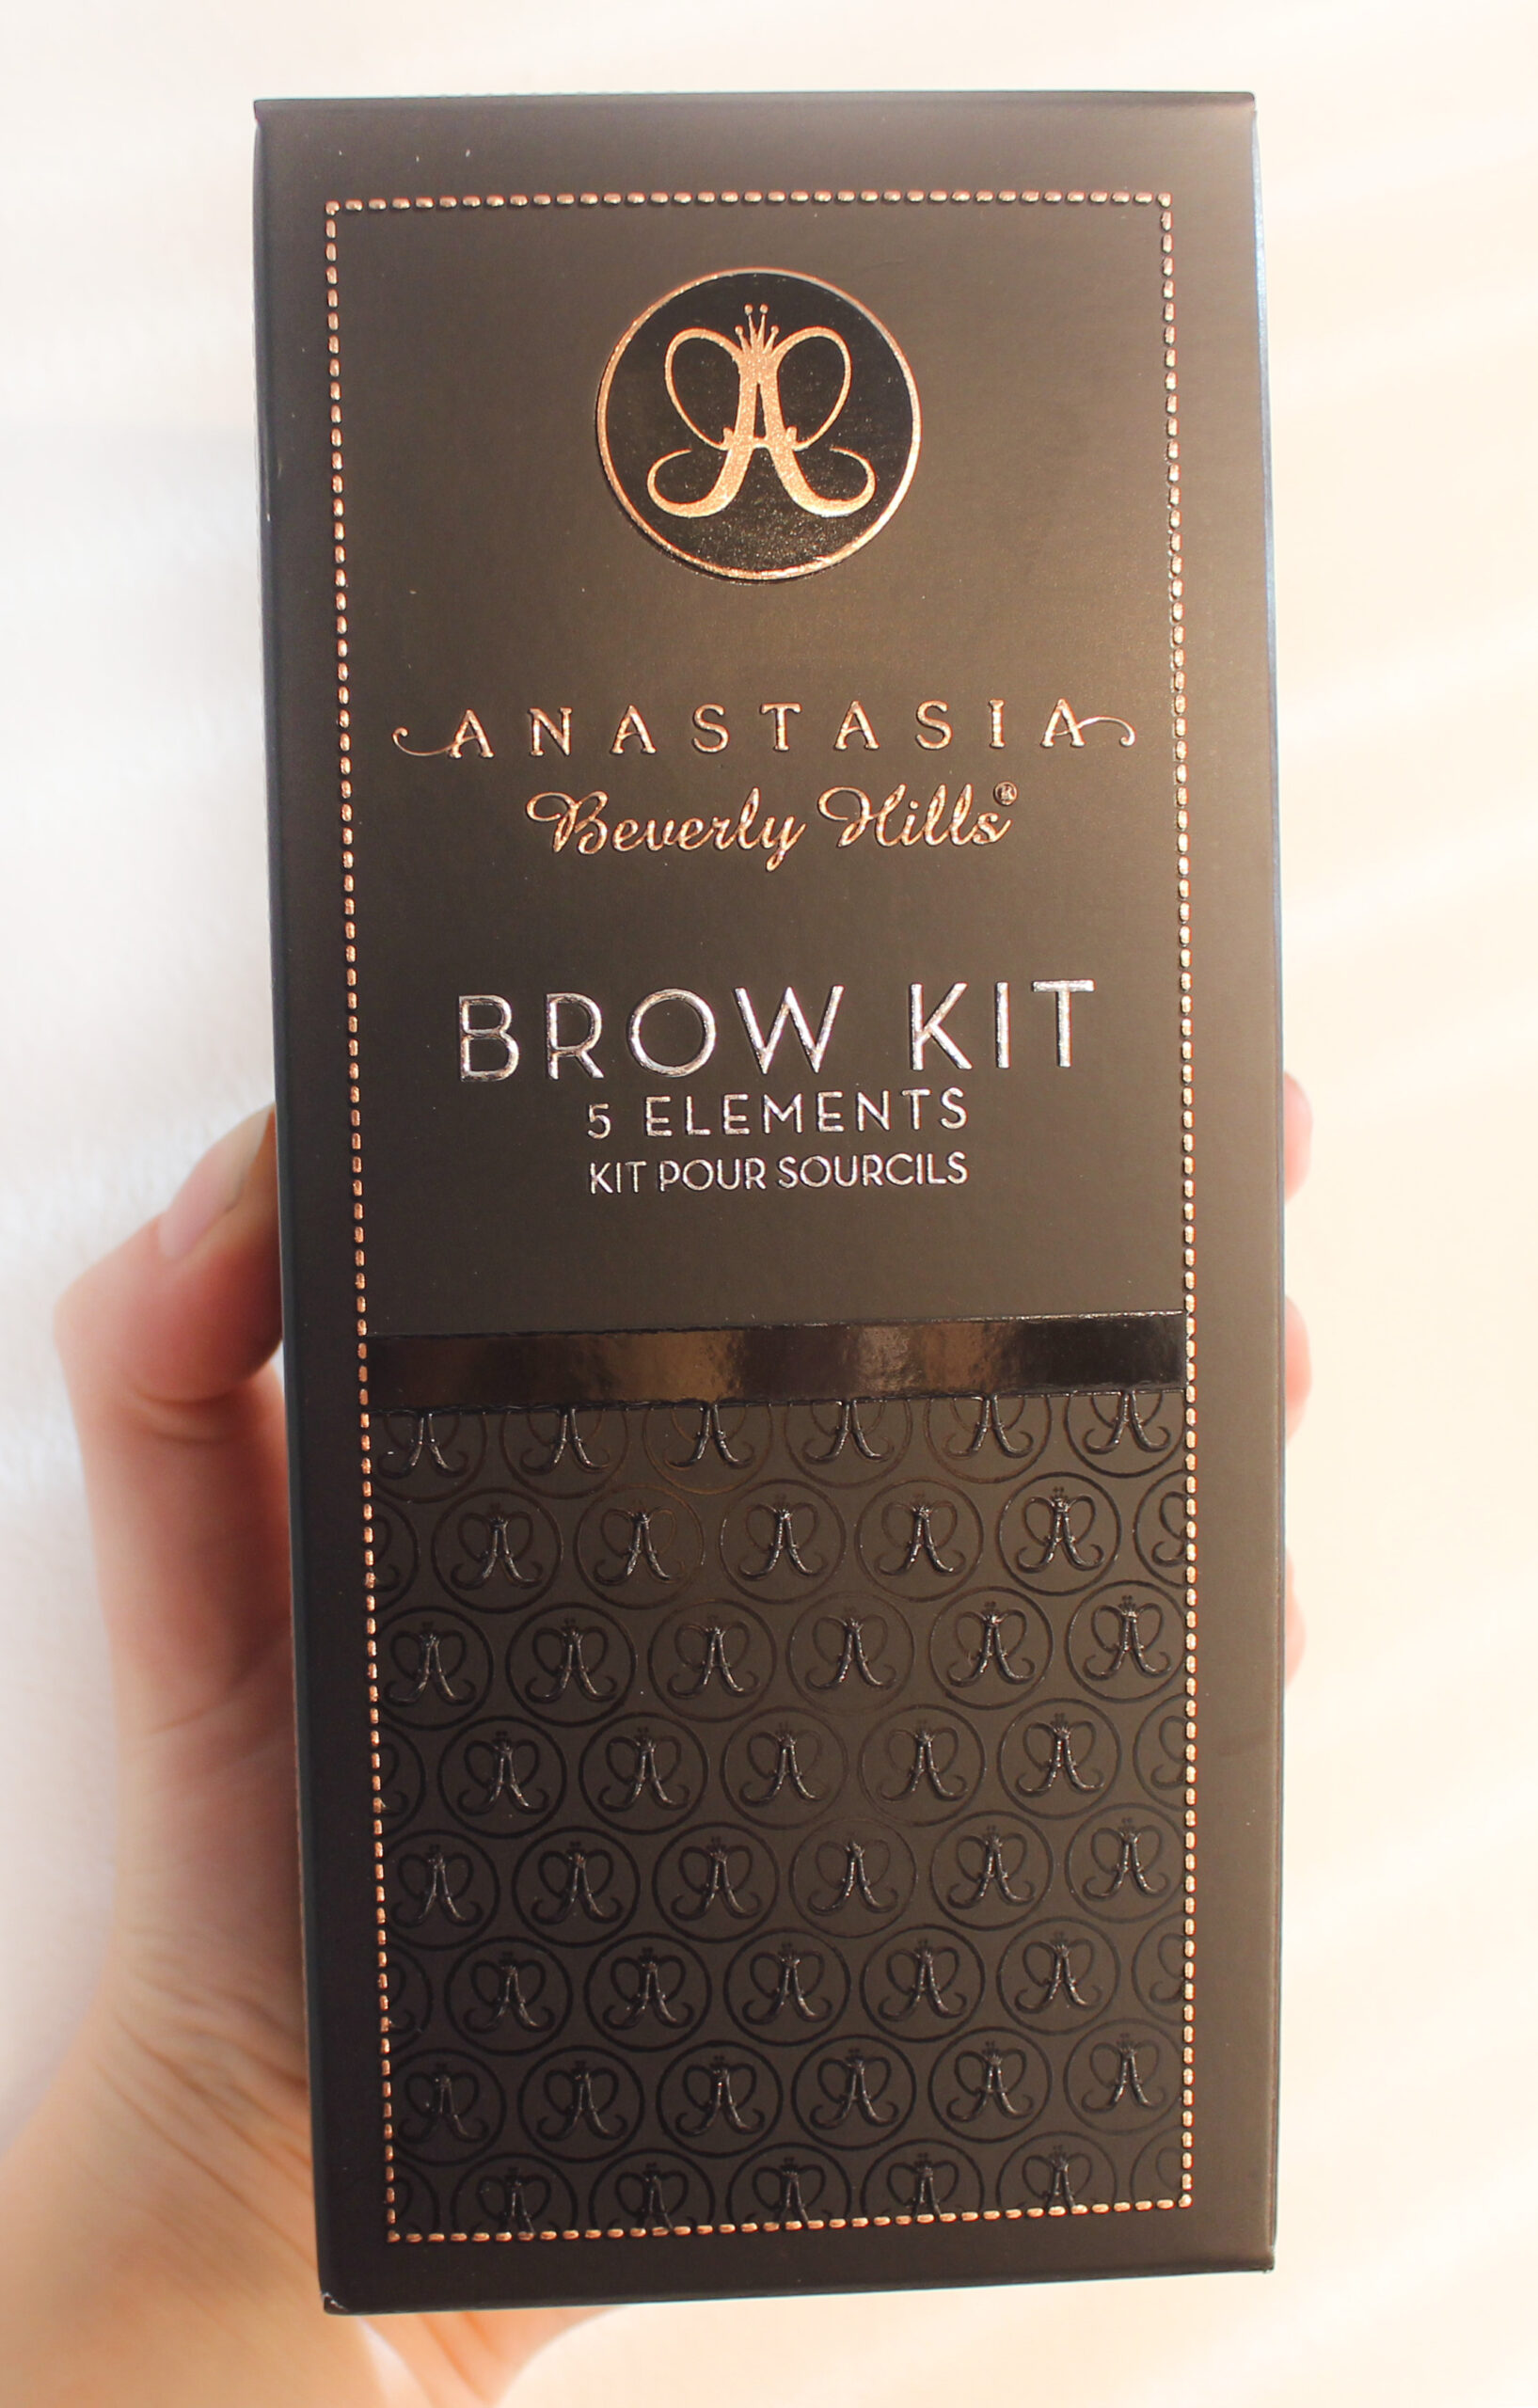 A
ANASTASIA
Beverly Hills®
BROW KIT
5 ELEMENTS
KIT POUR SOURCILS